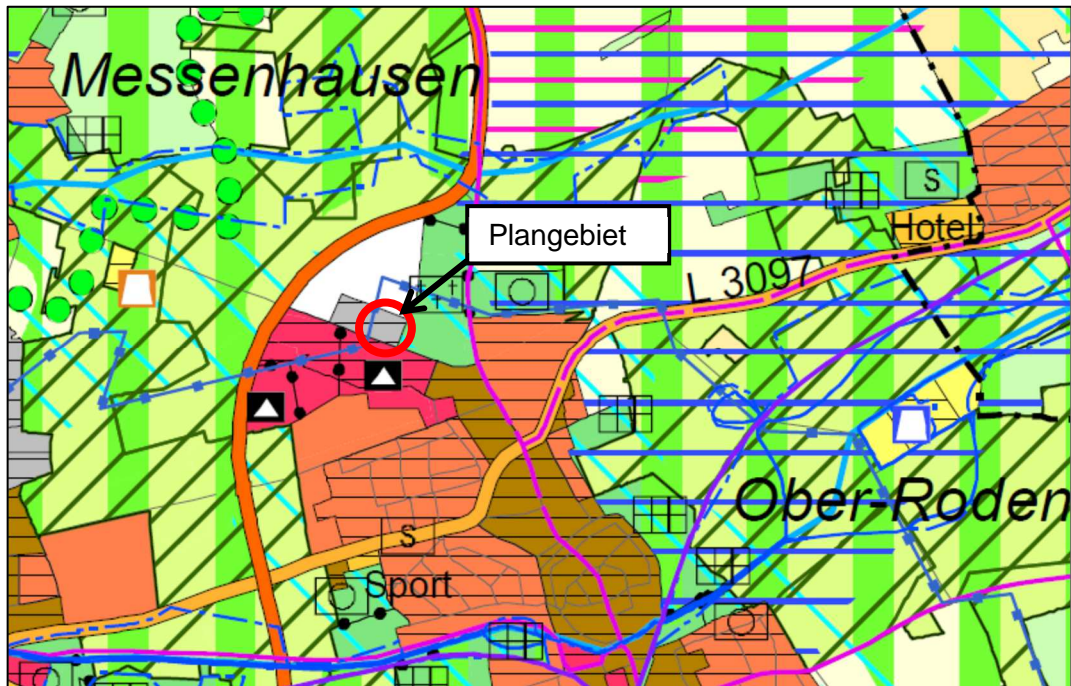 Messenhausen
S
Hotel
Plangebiet
L 3097
Ober-Roden
S
Sport